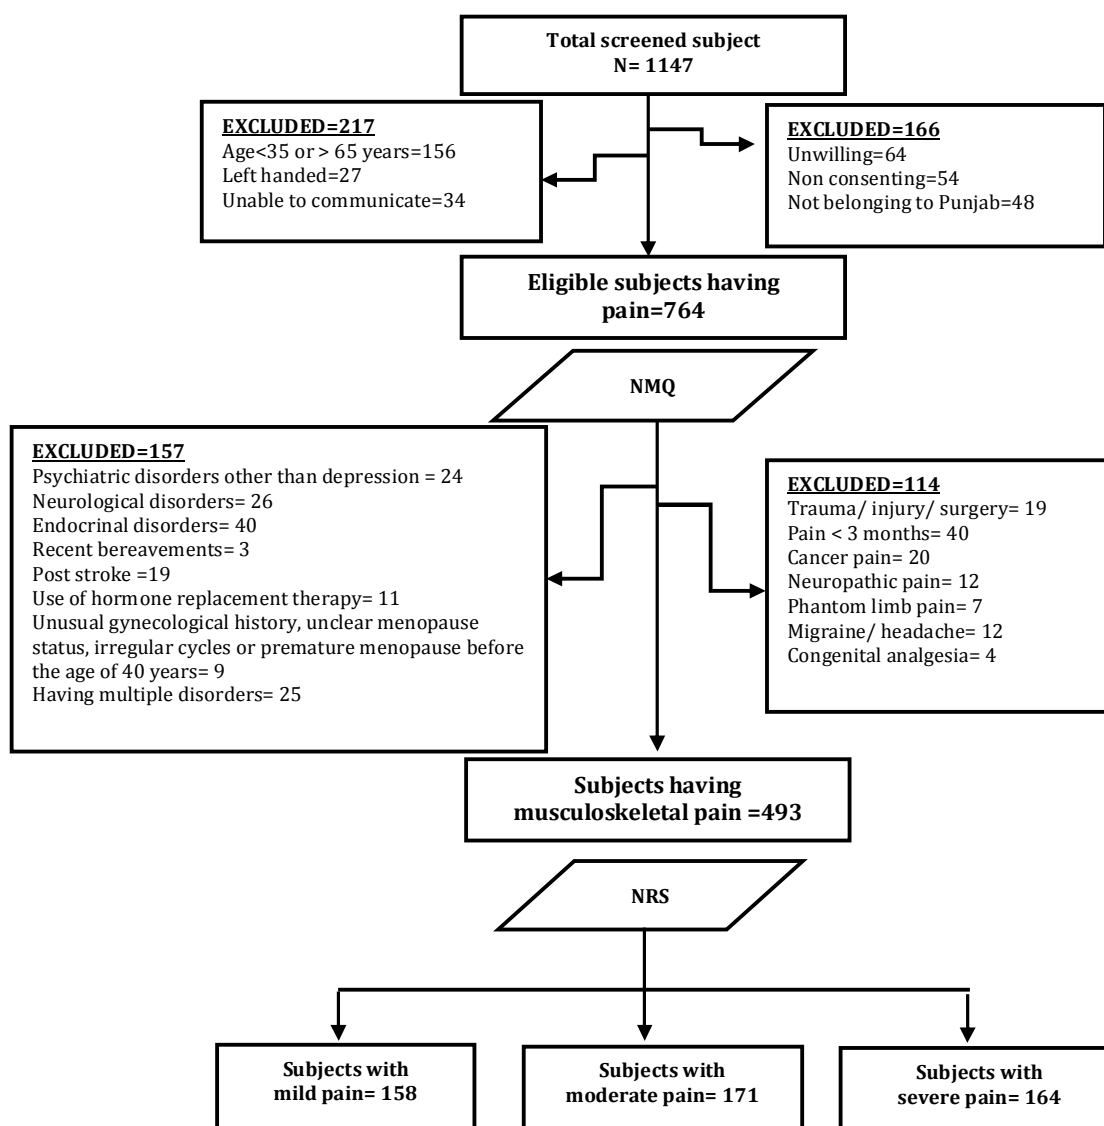 Total screened subject
N= 1147
EXCLUDED=217
Age<35 or > 65 years=156
Left handed=27
Unable to communicate=34
EXCLUDED=166
Unwilling=64
Non consenting=54
Not belonging to Punjab=48
Eligible subjects having
pain=764
NMQ
EXCLUDED=157
Psychiatric disorders other than depression = 24
Neurological disorders= 26
Endocrinal disorders= 40
Recent bereavements= 3
Post stroke =19
Use of hormone replacement therapy= 11
Unusual gynecological history, unclear menopause
status, irregular cycles or premature menopause before
the age of 40 years= 9
Having multiple disorders= 25
EXCLUDED=114
Trauma/ injury/ surgery= 19
Pain < 3 months= 40
Cancer pain= 20
Neuropathic pain= 12
Phantom limb pain= 7
Migraine/ headache= 12
Congenital analgesia= 4
Subjects having
musculoskeletal pain =493
NRS
Subjects with
mild pain= 158
Subjects with
moderate pain= 171
Subjects with
severe pain= 164